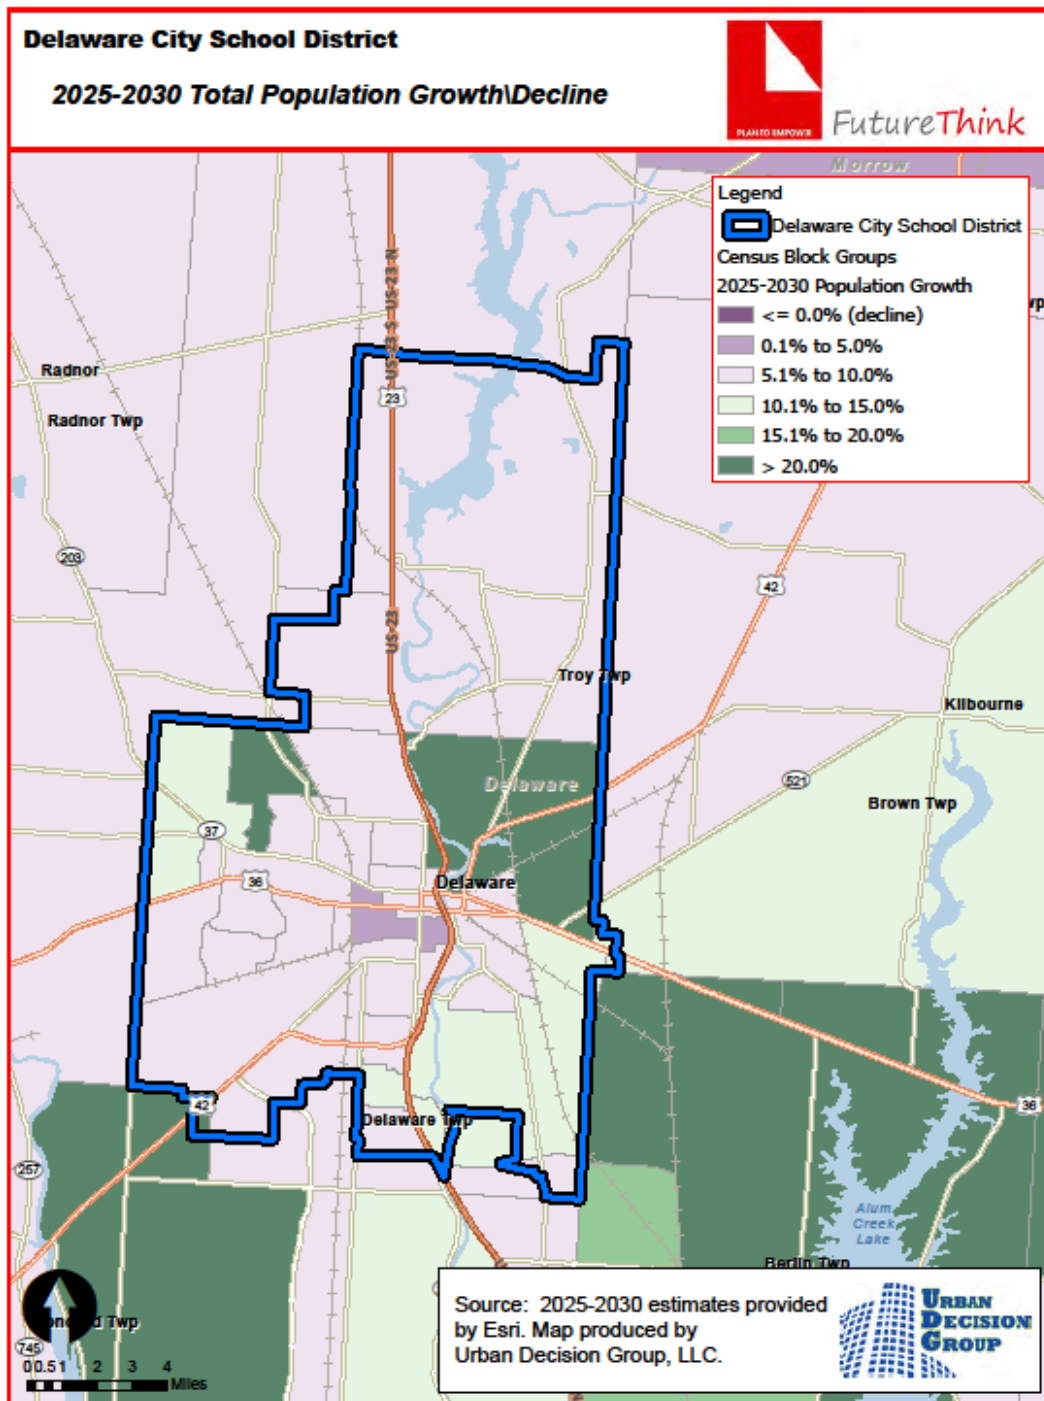 Delaware City School District
2025-2030 Total Population Growth\Decline
PLAN TO EMPOWER
FutureThink
Morrow
Legend
Delaware City School District
Census Block Groups
2025-2030 Population Growth
<= 0.0% (decline)
0.1% to 5.0%
5.1% to 10.0%
10.1% to 15.0%
15.1% to 20.0%
> 20.0%
US-23 S US-23 N
Radnor
23
Radnor Twp
203
42
US-23
Troy Twp
Kilbourne
521
Delaware
Brown Twp
37
36
Delaware
42
Delaware Twp
36
257
Alum
Creek
Lake
Berlin Twp
745
0 0.5 1 2 3 4
Miles
Source: 2025-2030 estimates provided
by Esri. Map produced by
Urban Decision Group, LLC.
URBAN
DECISION
GROUP